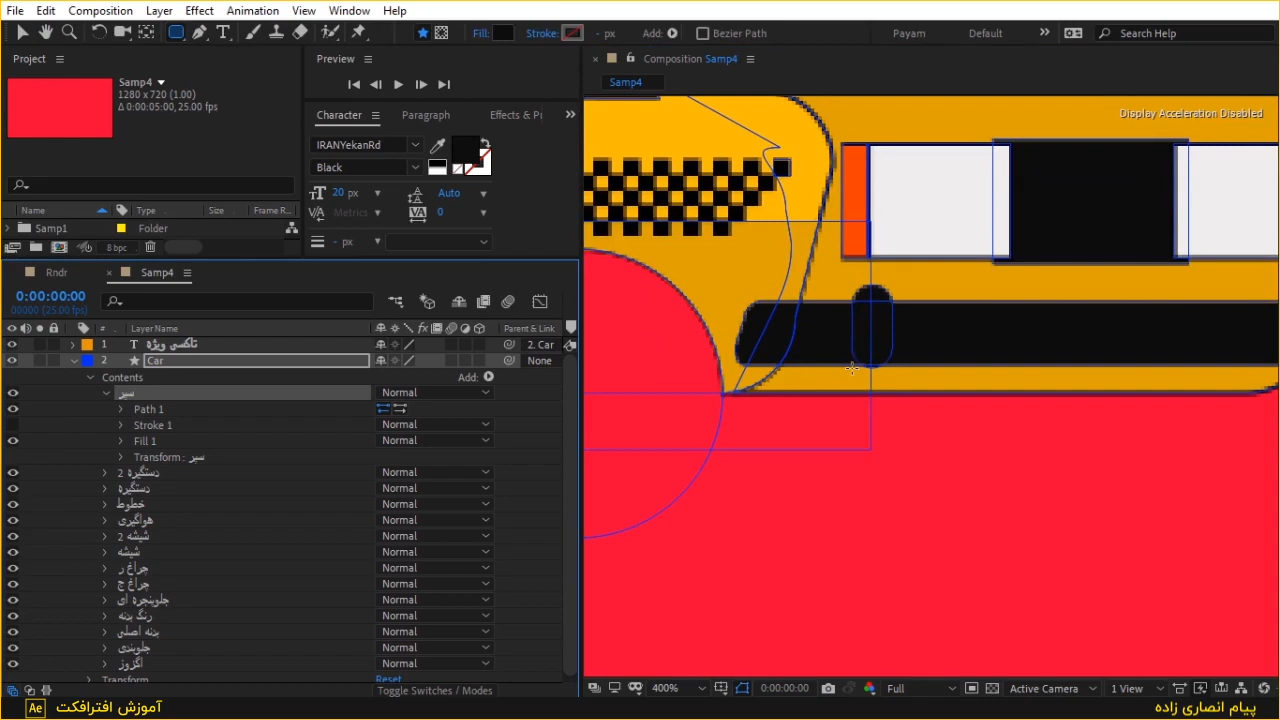 File Edit Composition Layer Effect Animation View Window Help
Fill: Stroke: - px Add: Bezier Path Payam Default Search Help
Project
Samp4
1280 x 720 (1.00)
Δ 0:00:05:00, 25.00 fps
Name Type Size Frame R...
Samp1 Folder
8 bpc
Preview
Character Paragraph Effects & Pi
IRANYekanRd
Black
20 px Auto
Metrics 0
- px
Composition Samp4
Samp4
Display Acceleration Disabled
Rndr Samp4
0:00:00:00
00000 (25.00 fps)
# Layer Name Parent & Link
1 T تاکسی ویژه 2. Car
2 Car None
Contents Add:
سپر Normal
Path 1
Stroke 1 Normal
Fill 1 Normal
Transform : سپر
دستگیره 2 Normal
دستگیره Normal
خطوط Normal
هواگیری Normal
شیشه 2 Normal
شیشه Normal
چراغ ر Normal
چراغ ج Normal
جلوپنجره ای Normal
رنگ بدنه Normal
بدنه اصلی Normal
جلوبندی Normal
اگزوز Normal
Transform Reset
Toggle Switches / Modes
400% 0:00:00:00 Full Active Camera 1 View
Ae آموزش افترافکت
پیام انصاری زاده